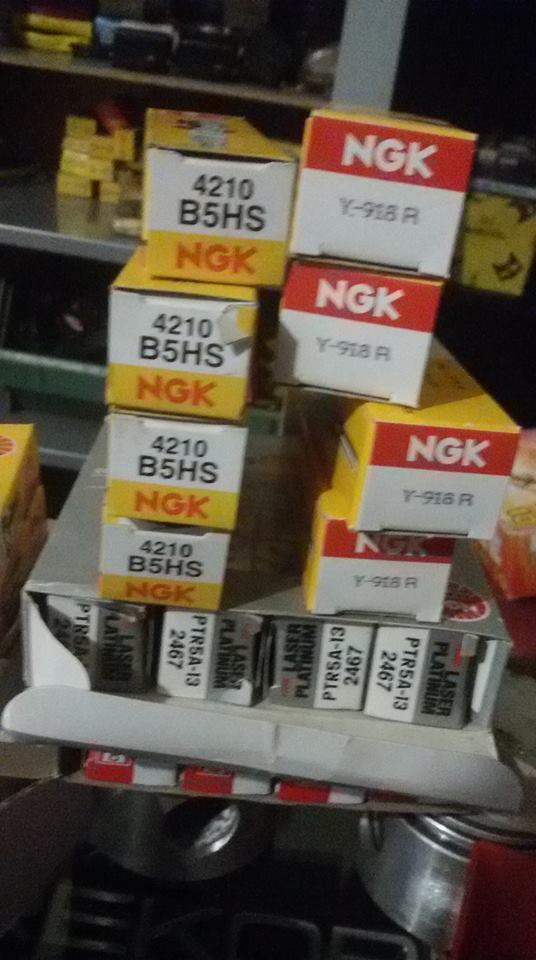 4210
B5HS
NGK
NGK
Y-918 R
4210
B5HS
NGK
NGK
Y-918 R
4210
B5HS
NGK
NGK
Y-918 R
4210
B5HS
NGK
NGK
Y-918 R
PTR5A-13
LASER
PLATINUM
PTR5A-13
2467
LASER
PLATINUM
LASER
PLATINUM
PTR5A-13
2467
PTR5A-13
2467
LASER
PLATINUM